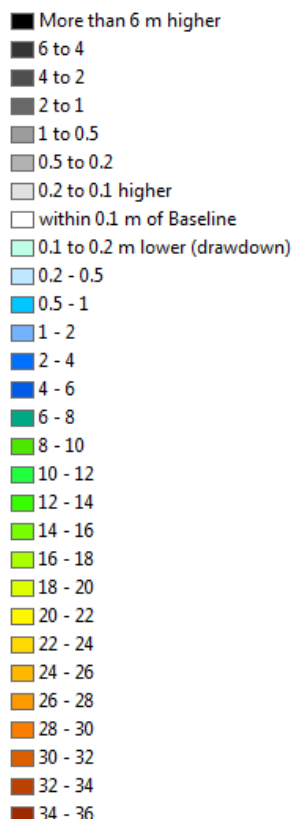 More than 6 m higher
6 to 4
4 to 2
2 to 1
1 to 0.5
0.5 to 0.2
0.2 to 0.1 higher
within 0.1 m of Baseline
0.1 to 0.2 m lower (drawdown)
0.2 - 0.5
0.5 - 1
1 - 2
2 - 4
4 - 6
6 - 8
8 - 10
10 - 12
12 - 14
14 - 16
16 - 18
18 - 20
20 - 22
22 - 24
24 - 26
26 - 28
28 - 30
30 - 32
32 - 34
34 - 36